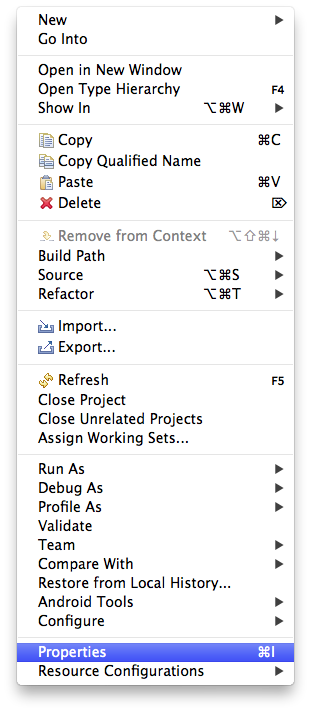 New
Go Into
Open in New Window
Open Type Hierarchy F4
Show In ⌥⌘W
Copy ⌘C
Copy Qualified Name
Paste ⌘V
Delete ⌦
Remove from Context ⌥⇧⌘↓
Build Path
Source ⌥⌘S
Refactor ⌥⌘T
Import...
Export...
Refresh F5
Close Project
Close Unrelated Projects
Assign Working Sets...
Run As
Debug As
Profile As
Validate
Team
Compare With
Restore from Local History...
Android Tools
Configure
Properties ⌘I
Resource Configurations